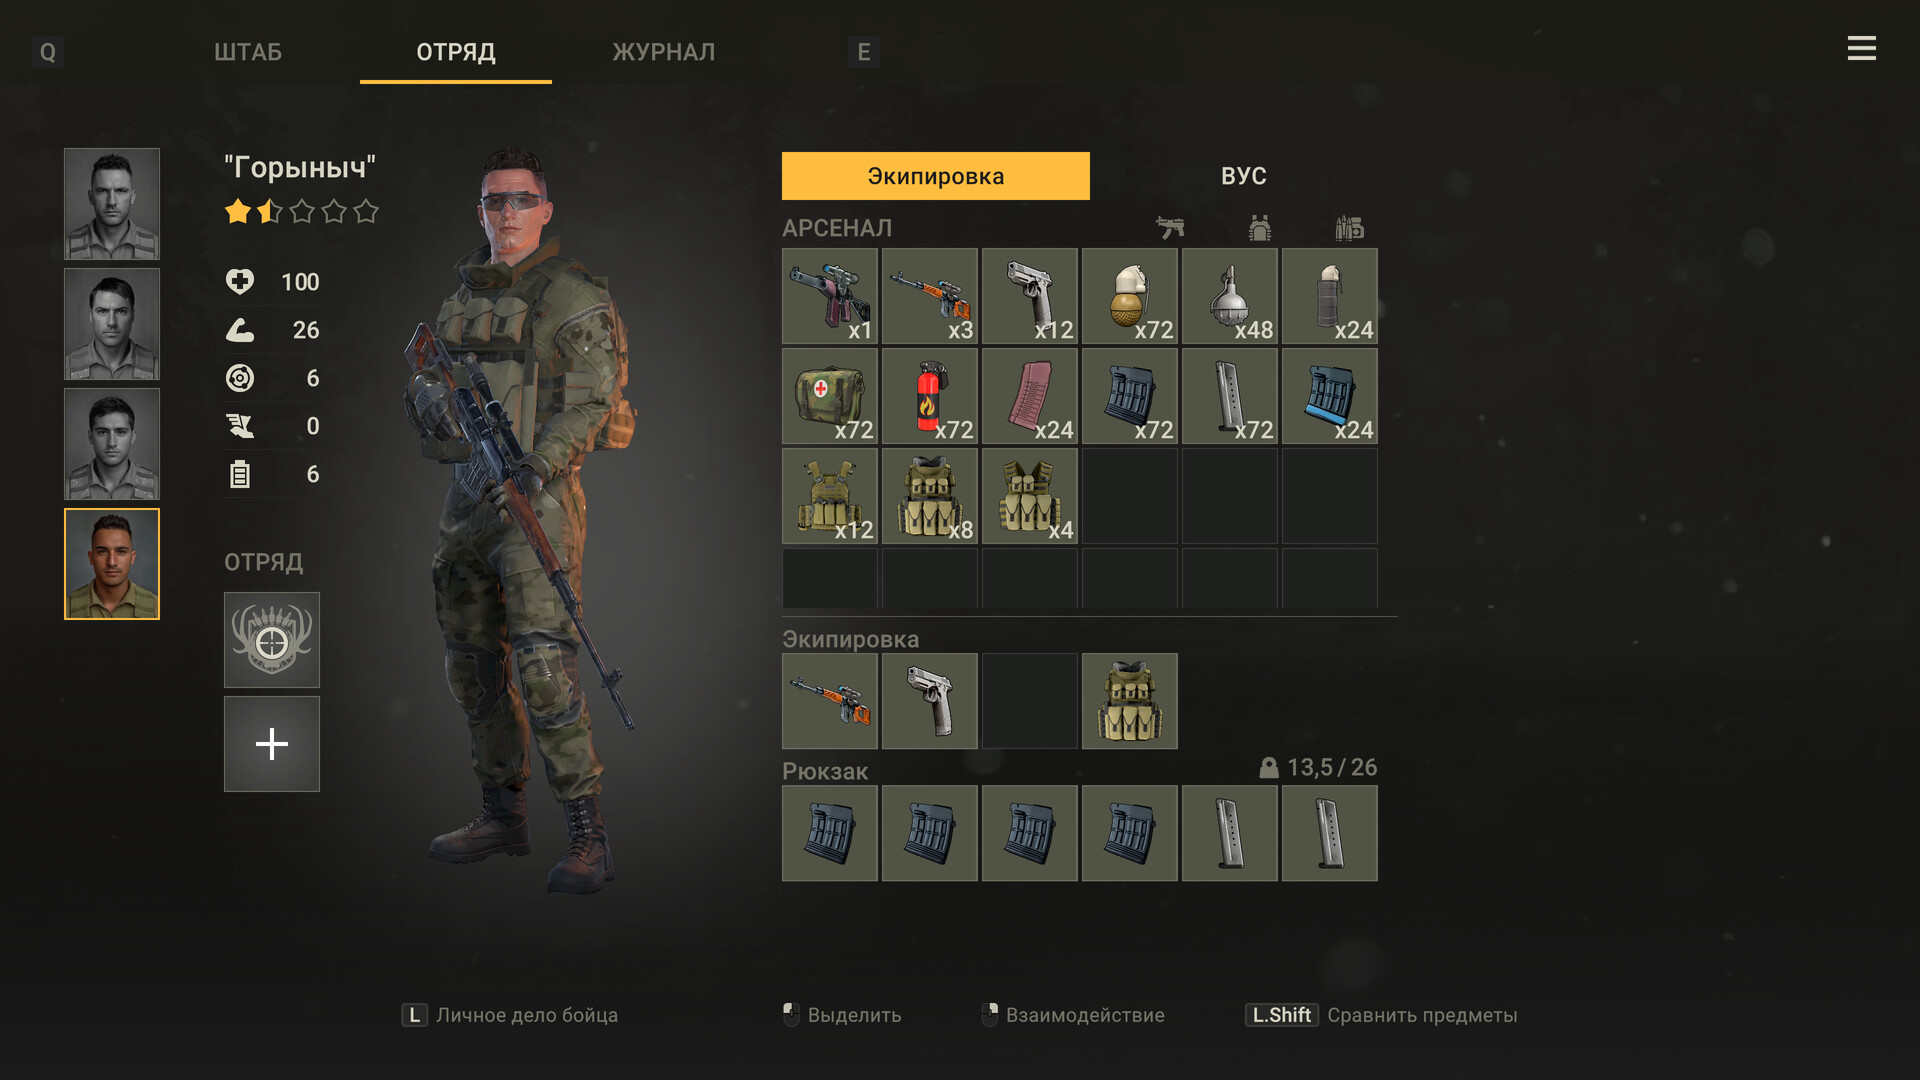 Q ШТАБ ОТРЯД ЖУРНАЛ E
"Горыныч"
100
26
6
0
6
ОТРЯД
Экипировка ВУС
АРСЕНАЛ
x1 x3 x12 x72 x48 x24
x72 x72 x24 x72 x72 x24
x12 x8 x4
Экипировка
Рюкзак 13,5 / 26
L Личное дело бойца Выделить Взаимодействие L.Shift Сравнить предметы